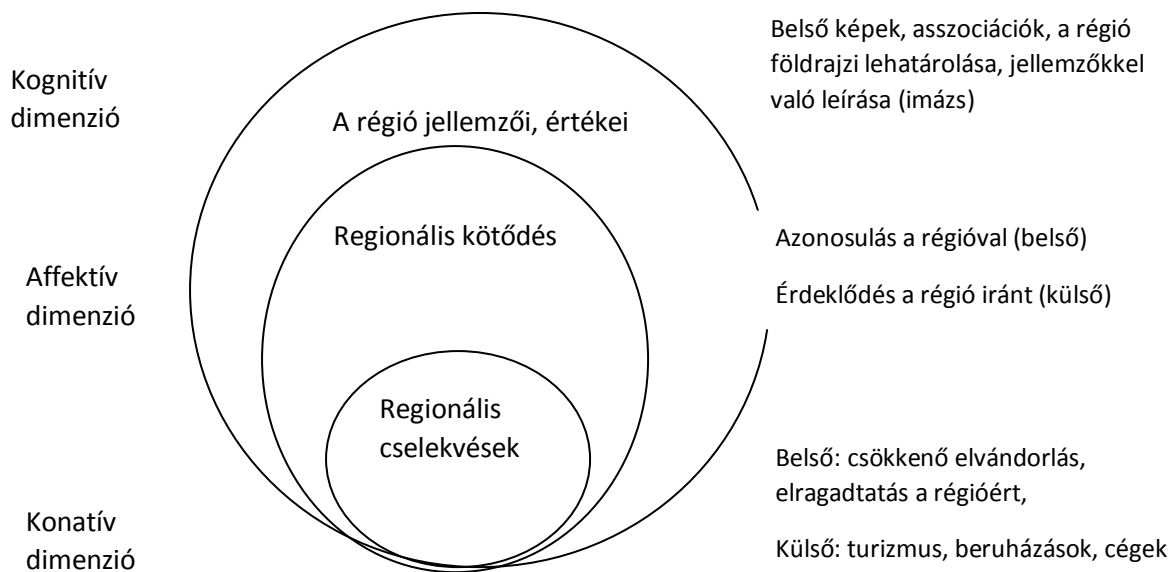 Kognitív
dimenzió
A régió jellemzői, értékei
Belső képek, asszociációk, a régió
földrajzi lehatárolása, jellemzőkkel
való leírása (imázs)
Affektív
dimenzió
Regionális kötődés
Azonosulás a régióval (belső)
Érdeklődés a régió iránt (külső)
Konatív
dimenzió
Regionális
cselekvések
Belső: csökkenő elvándorlás,
elragadtatás a régióért,
Külső: turizmus, beruházások, cégek